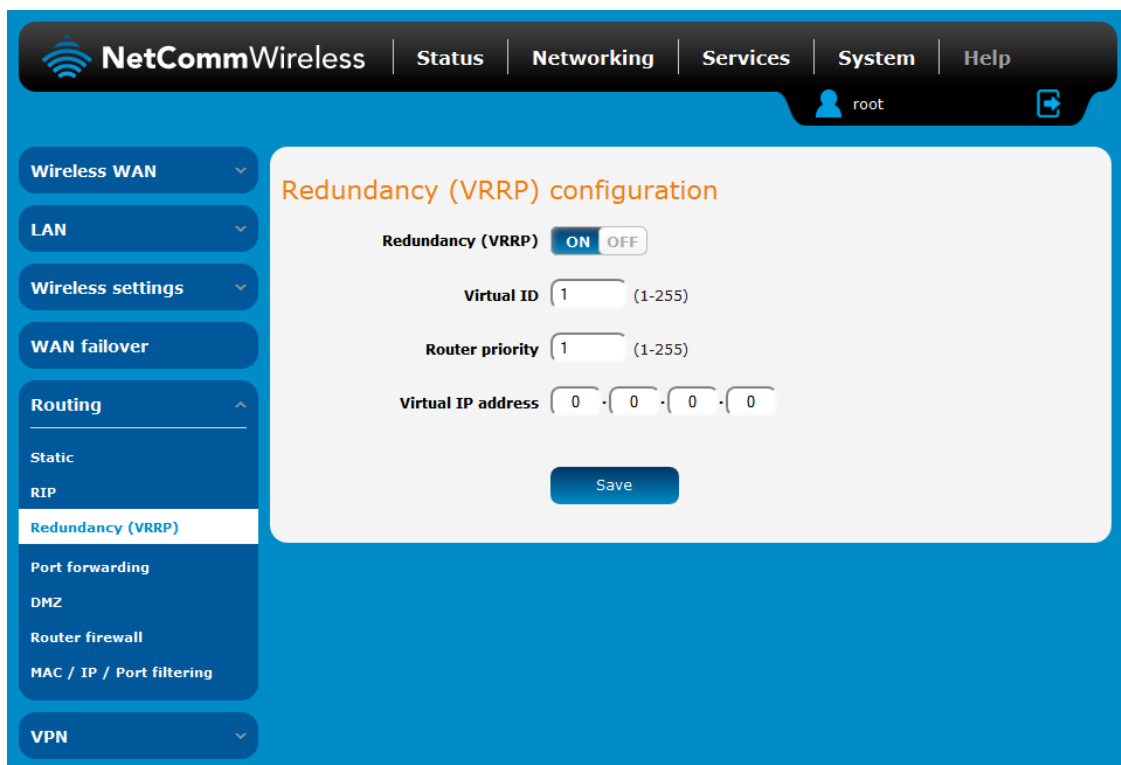 NetCommWireless Status Networking Services System Help
root
Wireless WAN
LAN
Wireless settings
WAN failover
Routing
Static
RIP
Redundancy (VRRP)
Port forwarding
DMZ
Router firewall
MAC / IP / Port filtering
VPN
Redundancy (VRRP) configuration
Redundancy (VRRP) ON OFF
Virtual ID 1 (1-255)
Router priority 1 (1-255)
Virtual IP address 0 . 0 . 0 . 0
Save